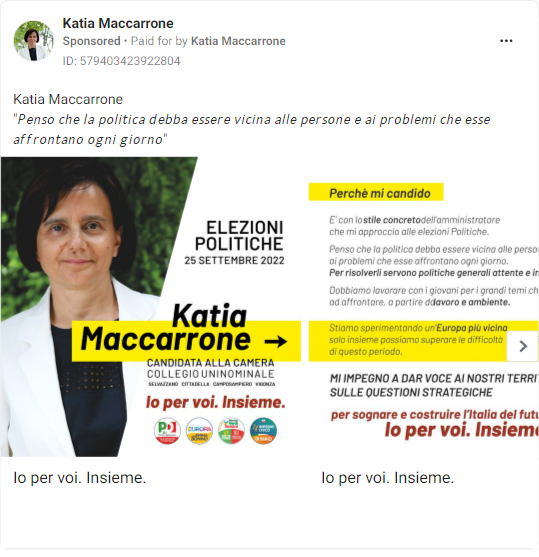 Katia Maccarrone
Sponsored • Paid for by Katia Maccarrone
ID: 579403423922804
Katia Maccarrone
"Penso che la politica debba essere vicina alle persone e ai problemi che esse
affrontano ogni giorno"
ELEZIONI
POLITICHE
25 SETTEMBRE 2022
Katia
Maccarrone
CANDIDATA ALLA CAMERA
COLLEGIO UNINOMINALE
SELVAZZANO CITTADELLA CAMPOSAMPIERO VIGONZA
Io per voi. Insieme.
PD
+EUROPA
Perchè mi candido
E' con lo stile concreto dell'amministratore
che mi approccio alle elezioni Politiche.
Penso che la politica debba essere vicina alle perso
ai problemi che esse affrontano ogni giorno.
Per risolverli servono politiche generali attente e in
Dobbiamo lavorare con i giovani per i grandi temi ch
ad affrontare, a partire da lavoro e ambiente.
Stiamo sperimentando un'Europa più vicina
solo insieme possiamo superare le difficoltà
di questo periodo.
MI IMPEGNO A DAR VOCE AI NOSTRI TERRI
SULLE QUESTIONI STRATEGICHE
per sognare e costruire l'Italia del futu
Io per voi. Insieme
Io per voi. Insieme.
Io per voi. Insieme.